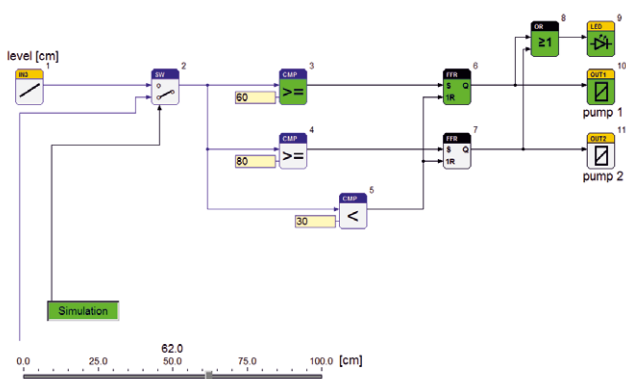 level [cm]
1
IN3
2
SW
3
CMP
>=
60
4
CMP
>=
80
5
CMP
<
30
6
FFR
S Q
1R
7
FFR
S Q
1R
8
OR
≥1
9
LED
10
OUT1
pump 1
11
OUT2
pump 2
Simulation
62.0
0.0 25.0 50.0 75.0 100.0 [cm]